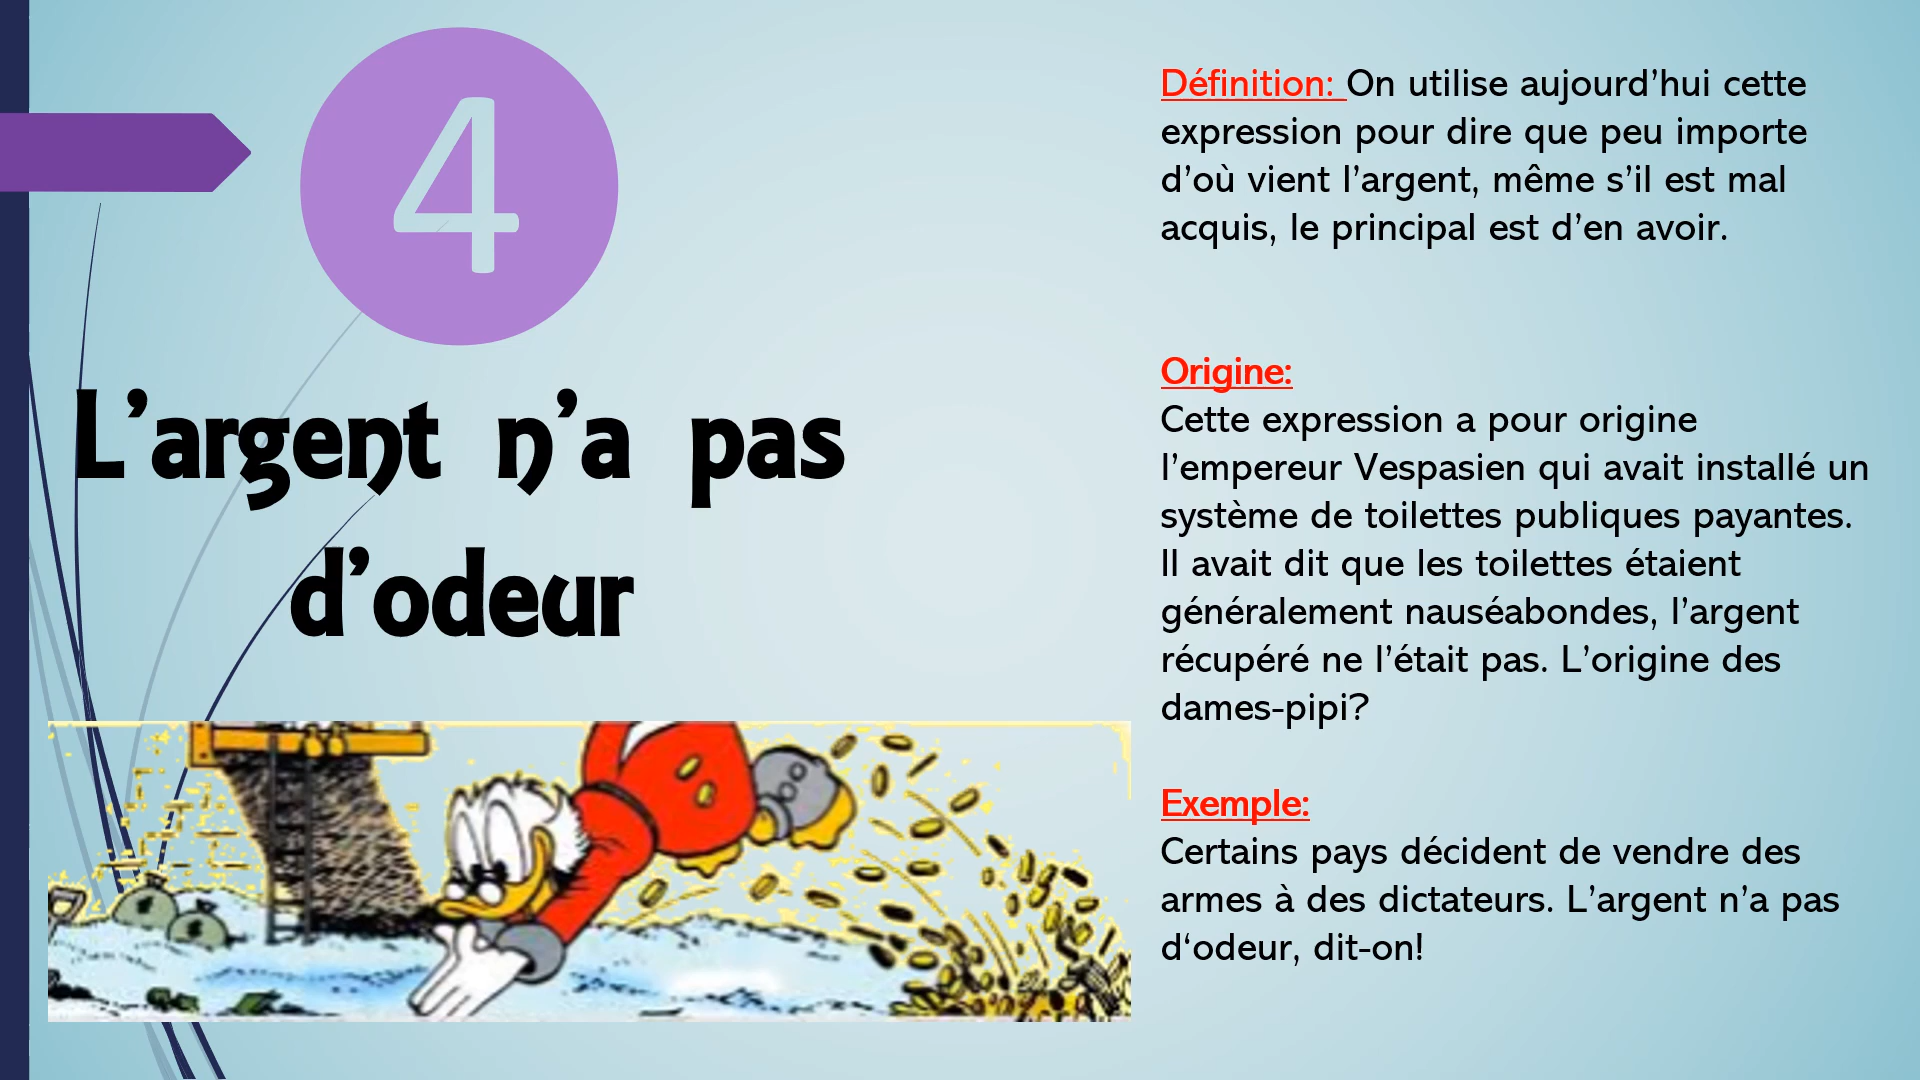 4
L’argent n’a pas
d’odeur
Définition: On utilise aujourd’hui cette
expression pour dire que peu importe
d’où vient l’argent, même s’il est mal
acquis, le principal est d’en avoir.
Origine:
Cette expression a pour origine
l’empereur Vespasien qui avait installé un
système de toilettes publiques payantes.
Il avait dit que les toilettes étaient
généralement nauséabondes, l’argent
récupéré ne l’était pas. L’origine des
dames-pipi?
Exemple:
Certains pays décident de vendre des
armes à des dictateurs. L’argent n’a pas
d‘odeur, dit-on!